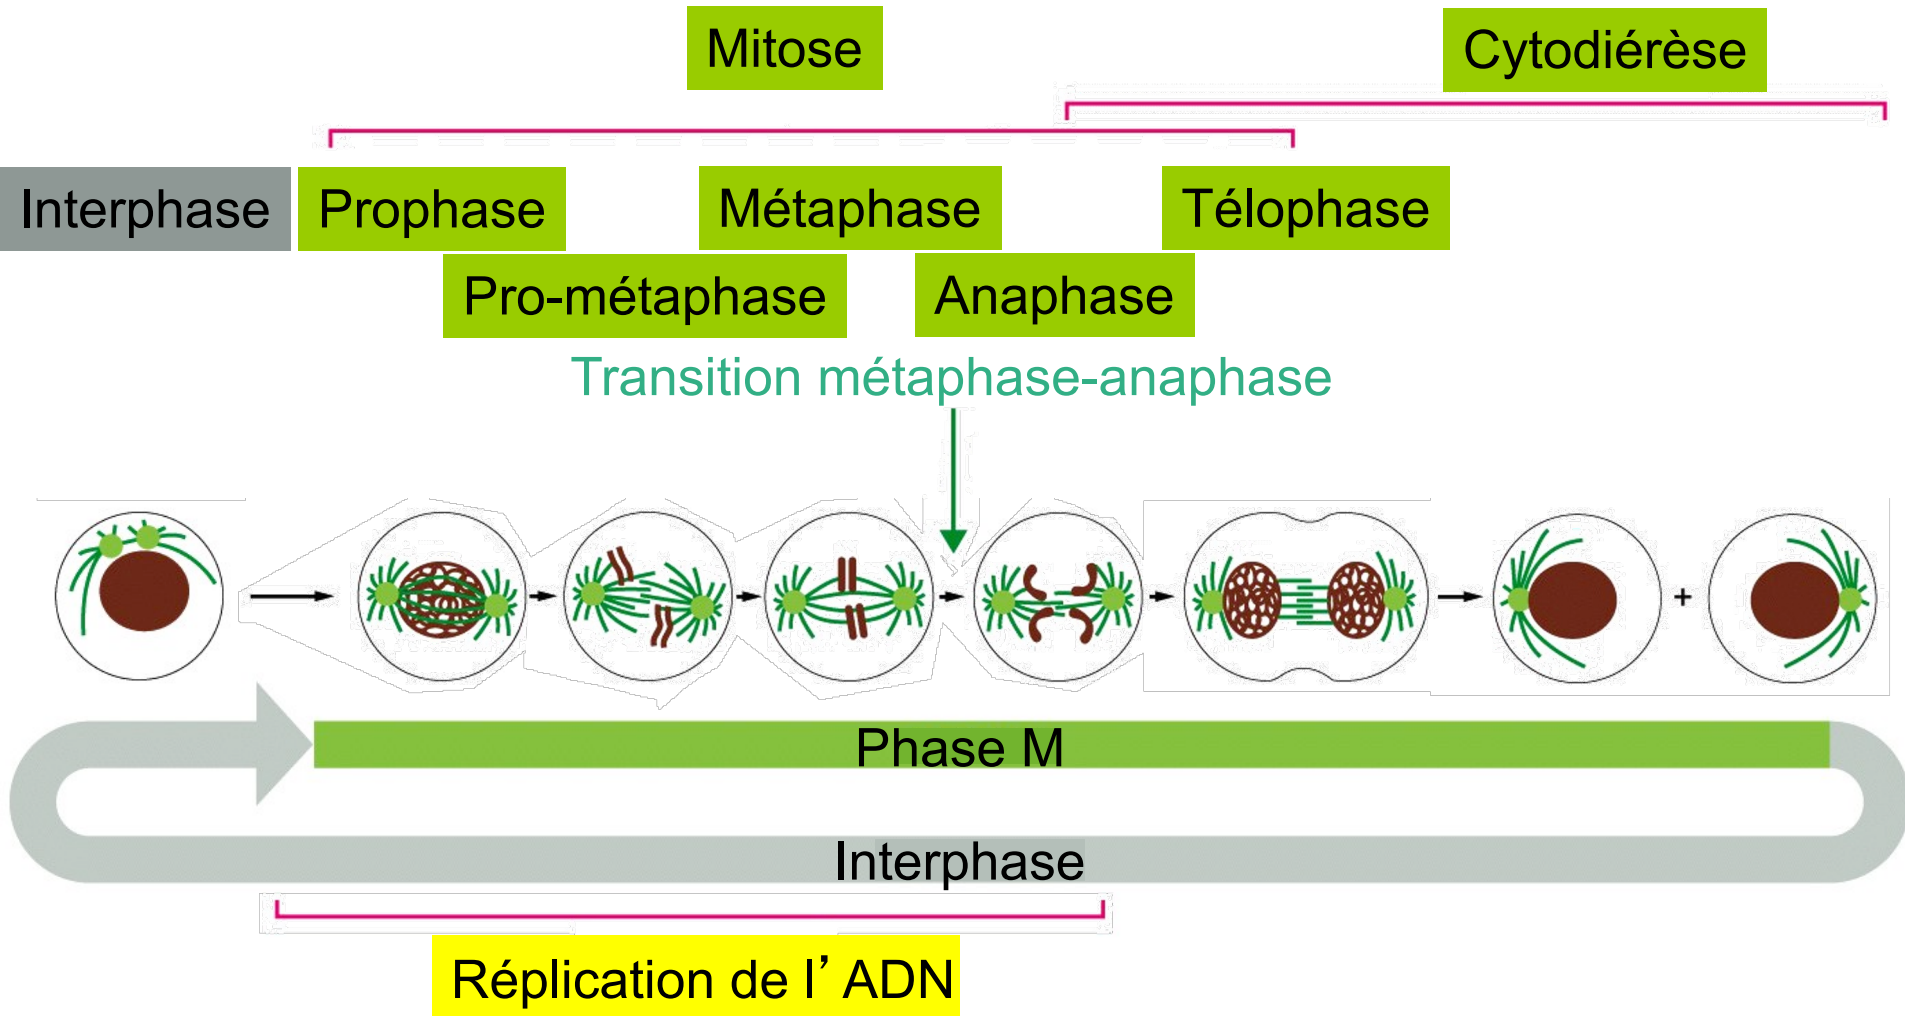 Mitose
Cytodiérèse
Interphase
Prophase
Métaphase
Télophase
Pro-métaphase
Anaphase
Transition métaphase-anaphase
+
Phase M
Interphase
Réplication de l’ADN